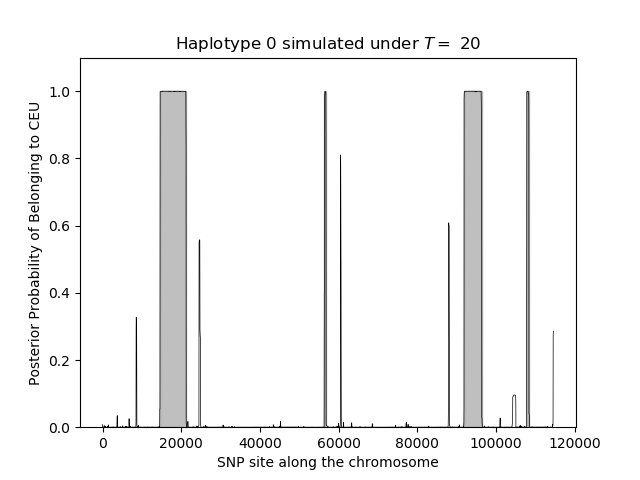 Haplotype 0 simulated under T = 20
Posterior Probability of Belonging to CEU
1.0
0.8
0.6
0.4
0.2
0.0
0 20000 40000 60000 80000 100000 120000
SNP site along the chromosome